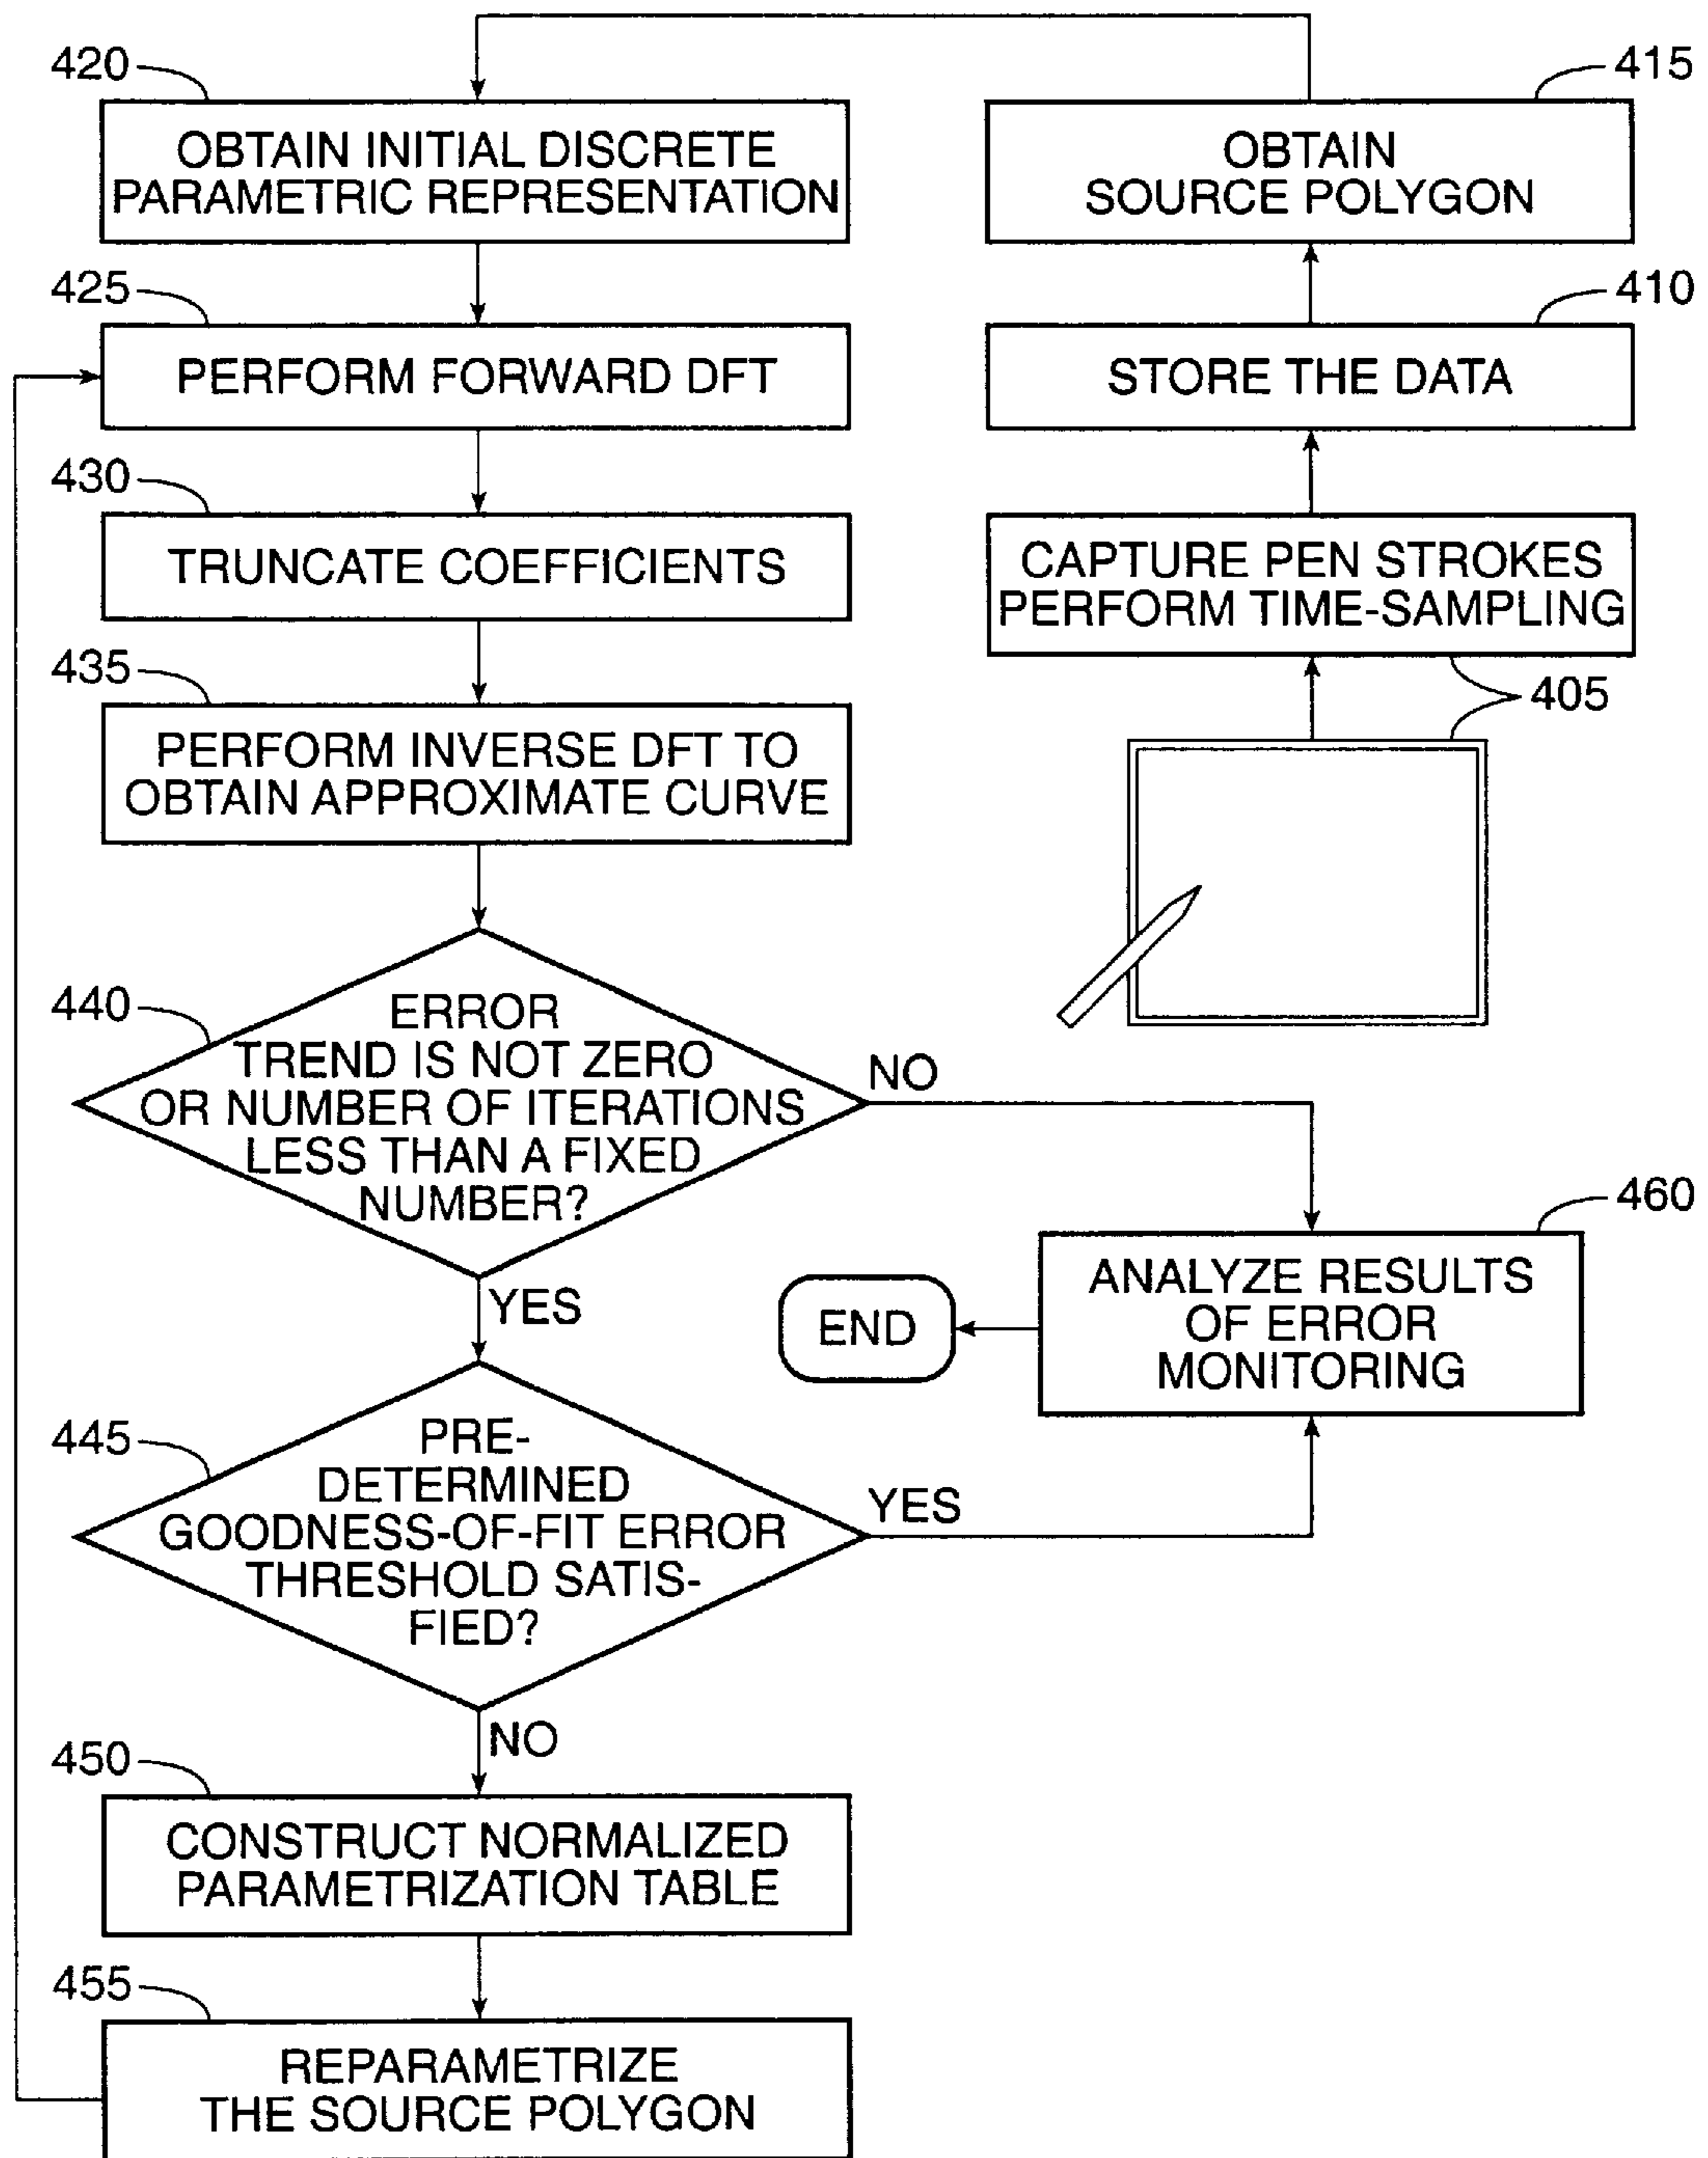 420
415
OBTAIN INITIAL DISCRETE
PARAMETRIC REPRESENTATION
OBTAIN
SOURCE POLYGON
425
410
PERFORM FORWARD DFT
STORE THE DATA
430
TRUNCATE COEFFICIENTS
CAPTURE PEN STROKES
PERFORM TIME-SAMPLING
435
405
PERFORM INVERSE DFT TO
OBTAIN APPROXIMATE CURVE
440
ERROR
TREND IS NOT ZERO
OR NUMBER OF ITERATIONS
LESS THAN A FIXED
NUMBER?
NO
YES
460
ANALYZE RESULTS
OF ERROR
MONITORING
END
445
PRE-
DETERMINED
GOODNESS-OF-FIT ERROR
THRESHOLD SATIS-
FIED?
YES
NO
450
CONSTRUCT NORMALIZED
PARAMETRIZATION TABLE
455
REPARAMETRIZE
THE SOURCE POLYGON